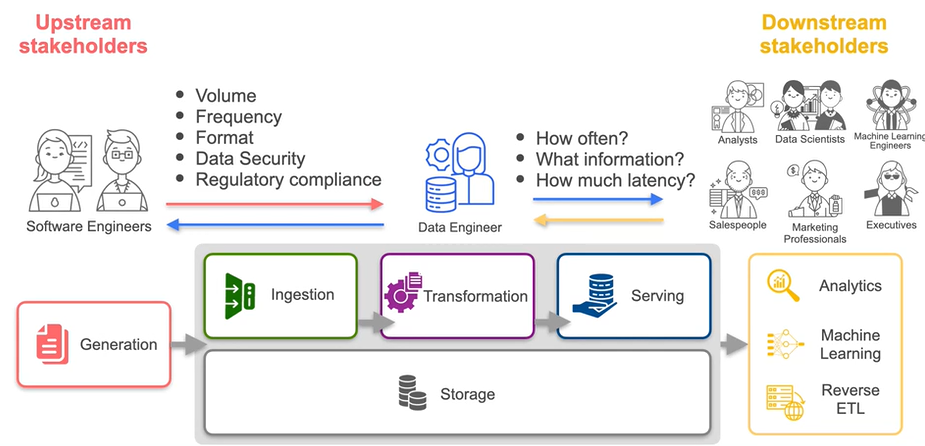 Upstream
stakeholders
Downstream
stakeholders
• Volume
• Frequency
• Format
• Data Security
• Regulatory compliance
• How often?
• What information?
• How much latency?
Analysts
Data Scientists
Machine Learning
Engineers
Software Engineers
Data Engineer
Salespeople
Marketing
Professionals
Executives
Generation
Ingestion
Transformation
Serving
Storage
Analytics
Machine
Learning
Reverse
ETL